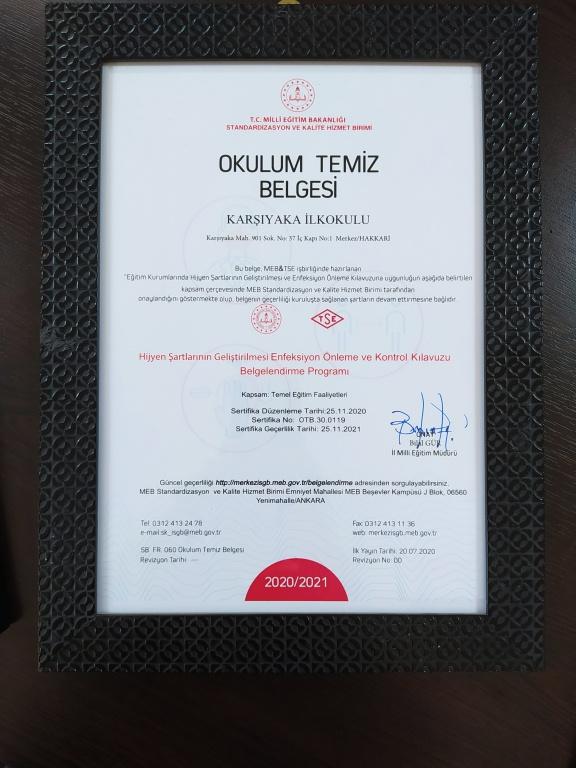 T.C. MİLLİ EĞİTİM BAKANLIĞI
STANDARDİZASYON VE KALİTE HİZMET BİRİMİ
OKULUM TEMİZ
BELGESİ
KARŞIYAKA İLKOKULU
Karşıyaka Mah. 901 Sok. No: 37 İç Kapı No:1 Merkez/HAKKARİ
Bu belge, MEB&TSE işbirliğinde hazırlanan
"Eğitim Kurumlarında Hijyen Şartlarının Geliştirilmesi ve Enfeksiyon Önleme Kılavuzuna uygunluğun aşağıda belirtilen
kapsam çerçevesinde MEB Standardizasyon ve Kalite Hizmet Birimi tarafından
onaylandığını göstermekte olup, belgenin geçerliliği kuruluşta sağlanan şartların devam ettirmesine bağlıdır.
TSE
Hijyen Şartlarının Geliştirilmesi Enfeksiyon Önleme ve Kontrol Kılavuzu
Belgelendirme Programı
Kapsam: Temel Eğitim Faaliyetleri
Sertifika Düzenleme Tarihi:25.11.2020
Sertifika No: OTB.30.0119
Sertifika Geçerlilik Tarihi: 25.11.2021
ONAY
Bilal GÜR
İl Milli Eğitim Müdürü
Güncel geçerliliği http://merkezisgb.meb.gov.tr/belgelendirme adresinden sorgulayabilirsiniz.
MEB Standardizasyon ve Kalite Hizmet Birimi Emniyet Mahallesi MEB Beşevler Kampüsü J Blok, 06560
Yenimahalle/ANKARA
Tel: 0312 413 24 78 Fax: 0312 413 11 36
e-mail:sk_isgb@meb.gov.tr web: merkezisgb.meb.gov.tr
SB. FR. 060 Okulum Temiz Belgesi İlk Yayın Tarihi: 20.07.2020
Revizyon Tarihi: --- Revizyon No: 00
2020/2021